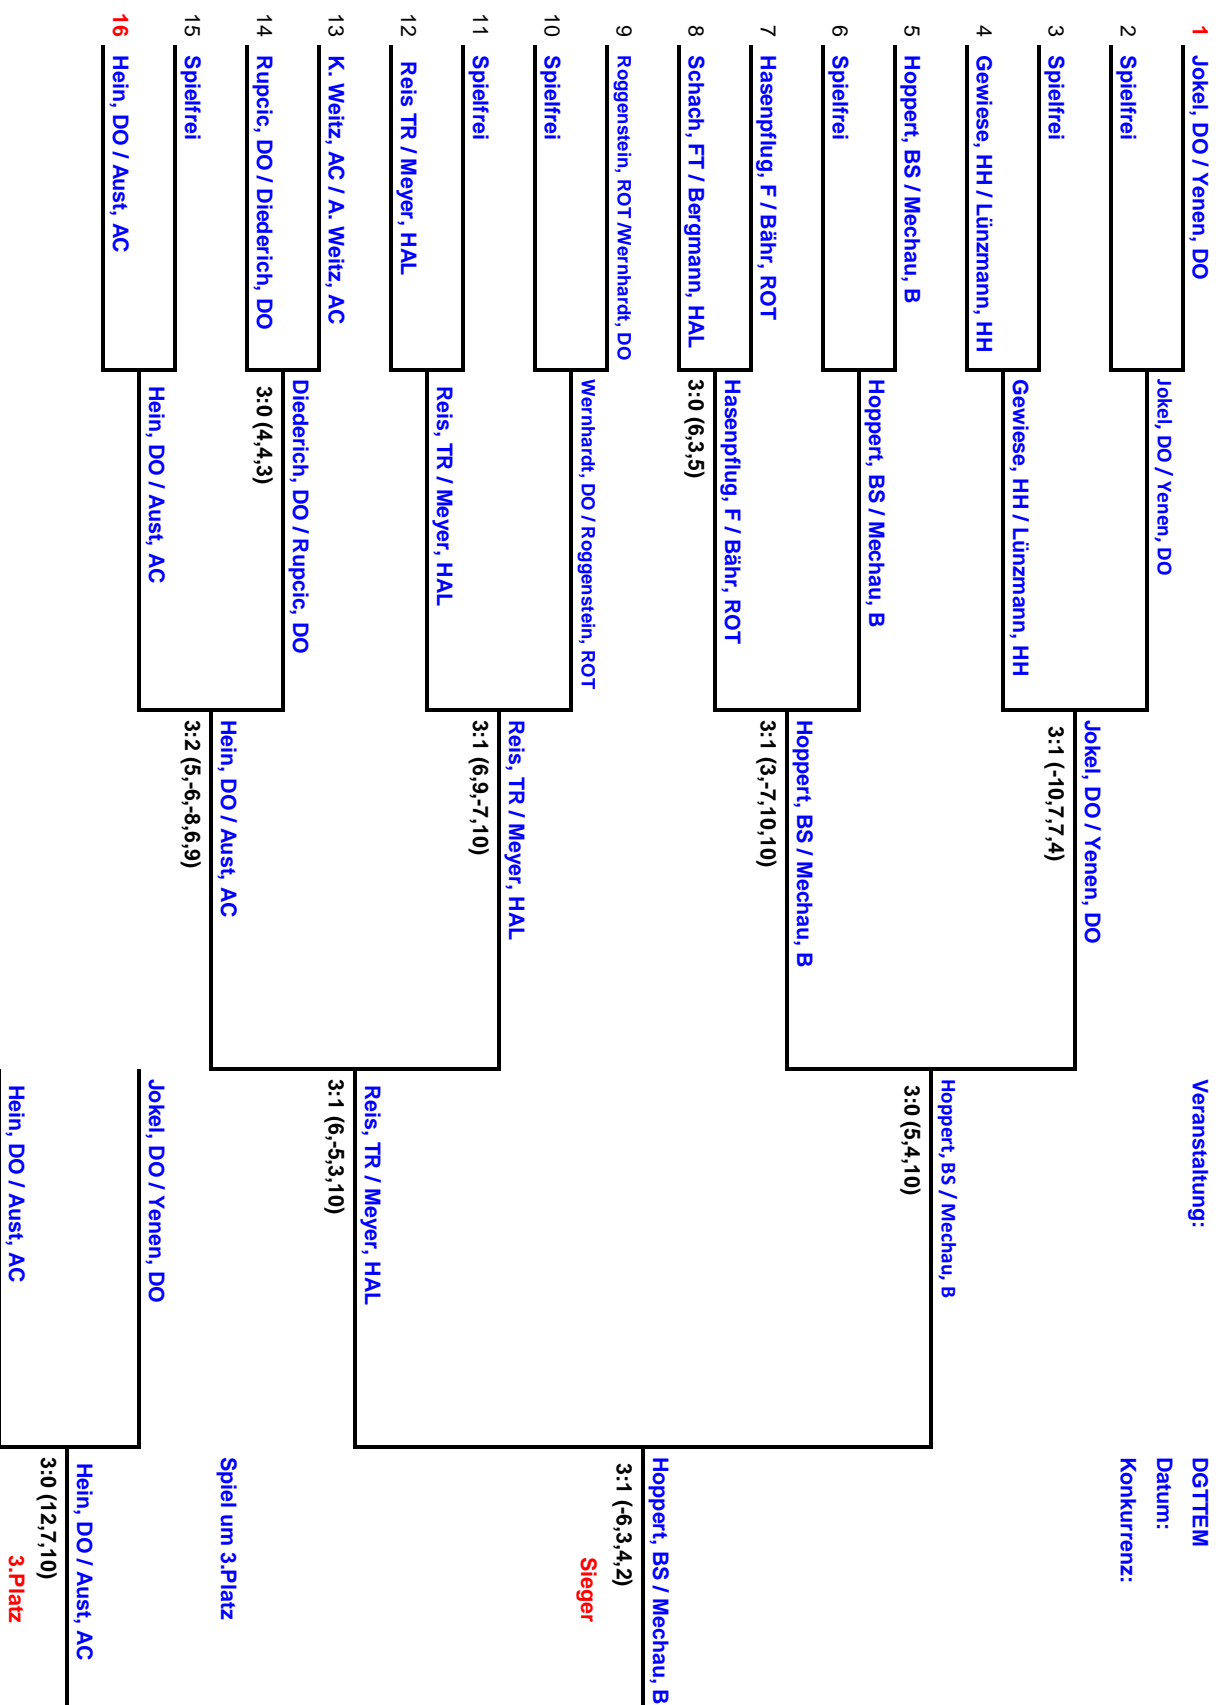 1 Jokel, DO / Yenen, DO
2 Spielfrei
3 Spielfrei
4 Gewiese, HH / Lünzmann, HH
5 Hoppert, BS / Mechau, B
6 Spielfrei
7 Hasenpflug, F / Bähr, ROT
8 Schach, FT / Bergmann, HAL
9 Roggenstein, ROT /Wernhardt, DO
10 Spielfrei
11 Spielfrei
12 Reis TR / Meyer, HAL
13 K. Weitz, AC / A. Weitz, AC
14 Rupcic, DO / Diederich, DO
15 Spielfrei
16 Hein, DO / Aust, AC
Jokel, DO / Yenen, DO
Gewiese, HH / Lünzmann, HH
Hoppert, BS / Mechau, B
Hasenpflug, F / Bähr, ROT
3:0 (6,3,5)
Wernhardt, DO / Roggenstein, ROT
Reis, TR / Meyer, HAL
Diederich, DO / Rupcic, DO
3:0 (4,4,3)
Hein, DO / Aust, AC
Jokel, DO / Yenen, DO
3:1 (-10,7,7,4)
Hoppert, BS / Mechau, B
3:1 (3,-7,10,10)
Reis, TR / Meyer, HAL
3:1 (6,9,-7,10)
Hein, DO / Aust, AC
3:2 (5,-6,-8,6,9)
Veranstaltung:
Hoppert, BS / Mechau, B
3:0 (5,4,10)
Reis, TR / Meyer, HAL
3:1 (6,-5,3,10)
Jokel, DO / Yenen, DO
Hein, DO / Aust, AC
DGTTEM
Datum:
Konkurrenz:
Hoppert, BS / Mechau, B
3:1 (-6,3,4,2)
Sieger
Spiel um 3.Platz
Hein, DO / Aust, AC
3:0 (12,7,10)
3.Platz